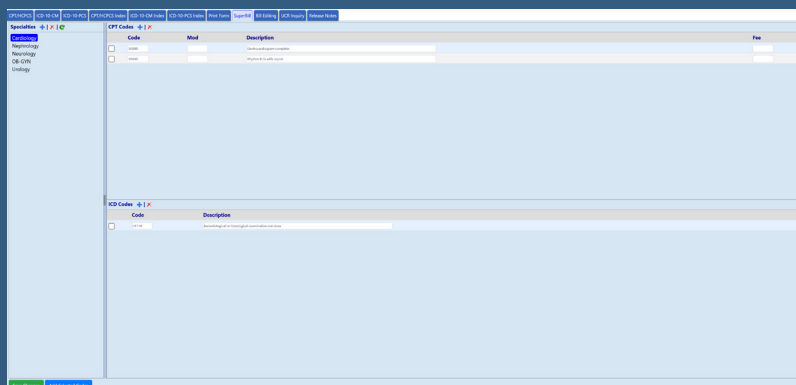 CPT/HCPCS ICD-10-CM ICD-10-PCS CPT/HCPCS Index ICD-10-CM Index ICD-10-PCS Index Print Form SuperBill Bill Editing UCR Inquiry Release Notes
Specialties
Cardiology
Nephrology
Neurology
OB-GYN
Urology
CPT Codes
Code Mod Description Fee
Electrocardiogram complete
ICD Codes
Code Description